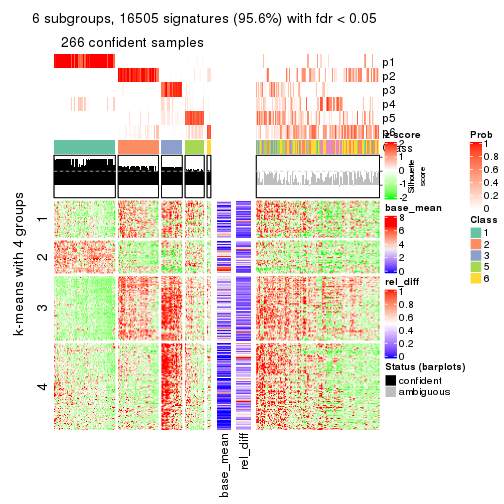 6 subgroups, 16505 signatures (95.6%) with fdr < 0.05
266 confident samples
p1
p2
p3
p4
p5
p6
Class
Silhouette
score
k-means with 4 groups
1
2
3
4
base_mean
rel_diff
z-score
2
1
0
-1
-2
base_mean
8
6
4
2
0
rel_diff
1
0.8
0.6
0.4
0.2
0
Status (barplots)
confident
ambiguous
Prob
1
0.8
0.6
0.4
0.2
0
Class
1
2
3
5
6